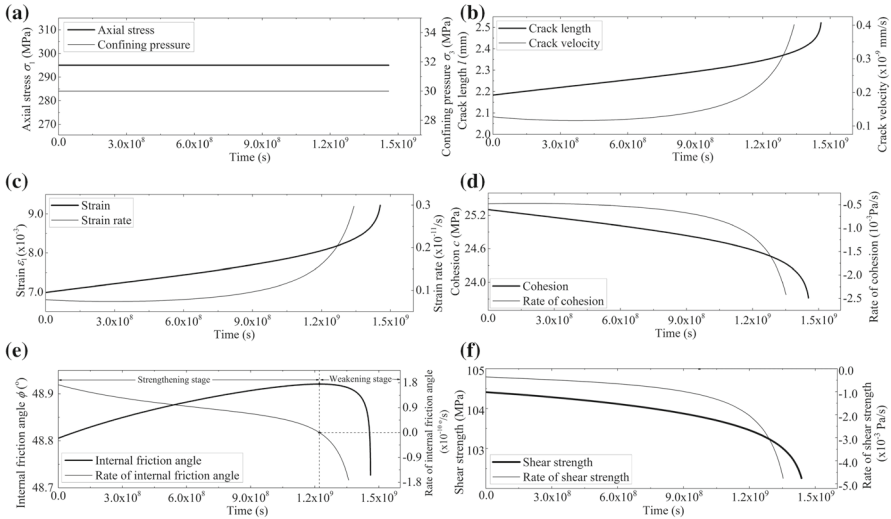 (a)
Axial stress σ1 (MPa)
315
310
305
300
295
290
285
280
275
270
Axial stress
Confining pressure
34
32
30
28
26
24
Confining pressure σ3 (MPa)
0.0
3.0x10^8
6.0x10^8
9.0x10^8
1.2x10^9
1.5x10^9
Time (s)
(b)
Crack length l (mm)
2.5
2.4
2.3
2.2
2.1
2.0
Crack length
Crack velocity
0.4
0.3
0.2
0.1
Crack velocity (x10^-9 mm/s)
0.0
3.0x10^8
6.0x10^8
9.0x10^8
1.2x10^9
1.5x10^9
Time (s)
(c)
Strain ε1 (x10^-3)
9.0
8.0
7.0
Strain
Strain rate
0.3
0.2
0.1
Strain rate (x10^-11/s)
0.0
3.0x10^8
6.0x10^8
9.0x10^8
1.2x10^9
1.5x10^9
Time (s)
(d)
Cohesion c (MPa)
25.2
24.6
24.0
Cohesion
Rate of cohesion
-0.5
-1.0
-1.5
-2.0
-2.5
Rate of cohesion (10^-3Pa/s)
0.0
3.0x10^8
6.0x10^8
9.0x10^8
1.2x10^9
1.5x10^9
Time (s)
(e)
Internal friction angle ϕ (°)
48.9
48.8
48.7
Strengthening stage
Weakening stage
Internal friction angle
Rate of internal friction angle
1.8
0.9
0.0
-0.9
-1.8
Rate of internal friction angle
(x10^-10 °/s)
0.0
3.0x10^8
6.0x10^8
9.0x10^8
1.2x10^9
1.5x10^9
Time (s)
(f)
Shear strength (MPa)
105
104
103
Shear strength
Rate of shear strength
0.0
-1.0
-2.0
-3.0
-4.0
-5.0
Rate of shear strength
(x10^-3 Pa/s)
0.0
3.0x10^8
6.0x10^8
9.0x10^8
1.2x10^9
1.5x10^9
Time (s)